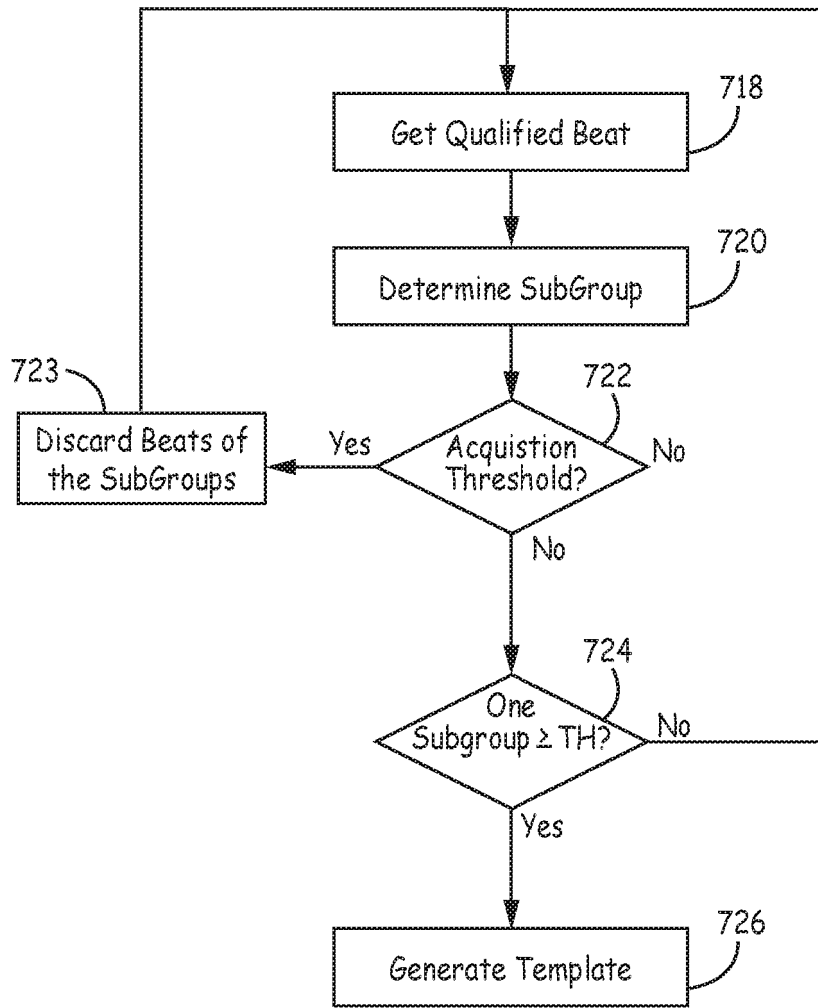 718
Get Qualified Beat
720
Determine SubGroup
723
722
Discard Beats of
the SubGroups
Yes
Acquistion
Threshold?
No
No
724
One
Subgroup ≥ TH?
No
Yes
726
Generate Template